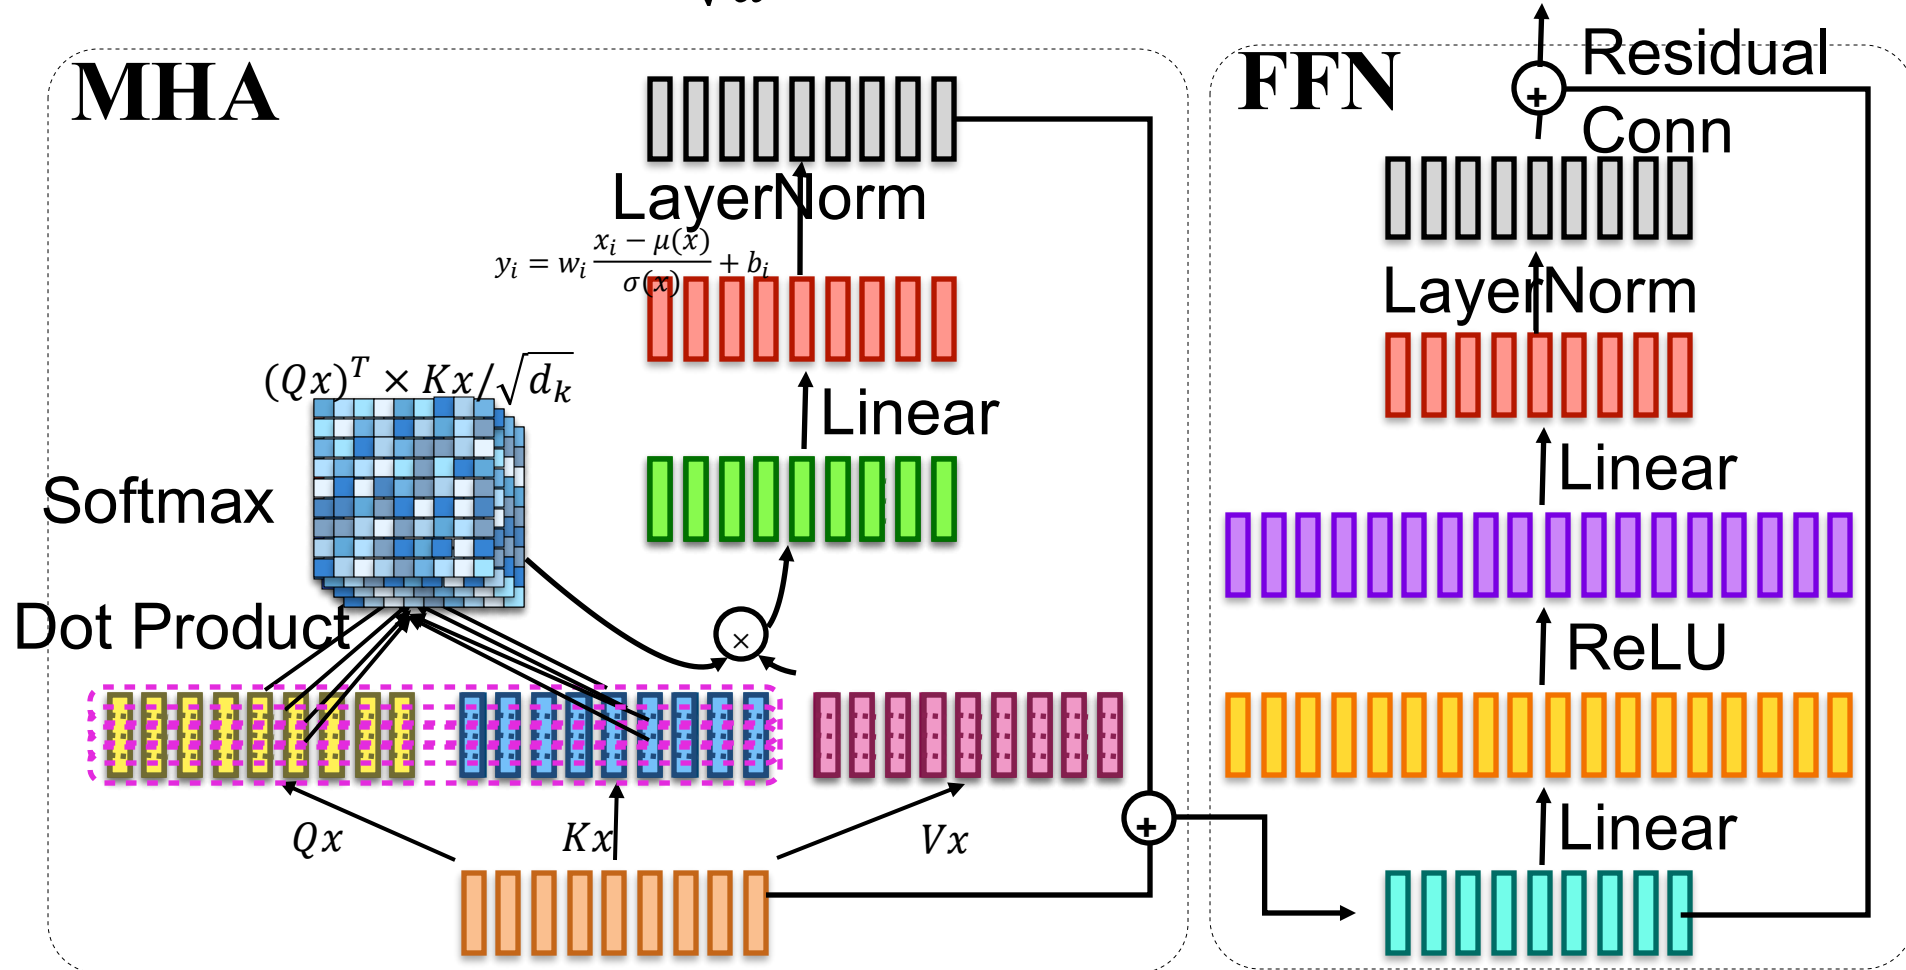 MHA
LayerNorm
y_i = w_i \frac{x_i - μ(x)}{σ(x)} + b_i
(Qx)^T × Kx/√d_k
Linear
Softmax
Dot Product
×
Qx
Kx
Vx
+
FFN
Residual
+
Conn
LayerNorm
Linear
ReLU
Linear